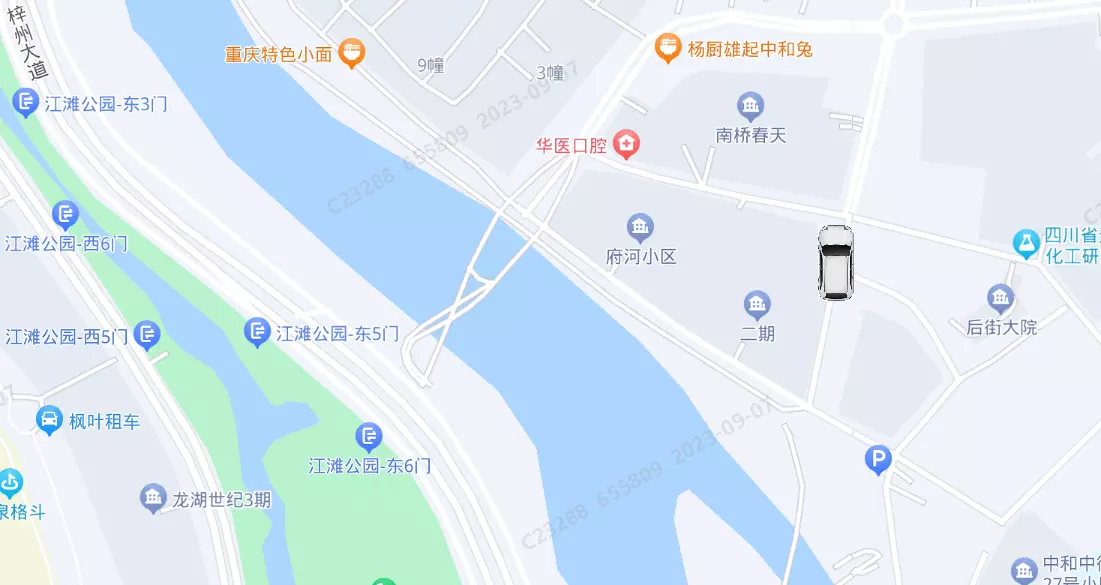 梓州大道
重庆特色小面
杨厨雄起中和兔
9幢
3幢
江滩公园-东3门
南桥春天
华医口腔
C23288 655809 2023-09-07
江滩公园-西6门
府河小区
四川省
化工研
后街大院
二期
江滩公园-东5门
江滩公园-西5门
枫叶租车
江滩公园-东6门
P
C23288 655809 2023-09-07
龙湖世纪3期
泉格斗
中和中
27号小